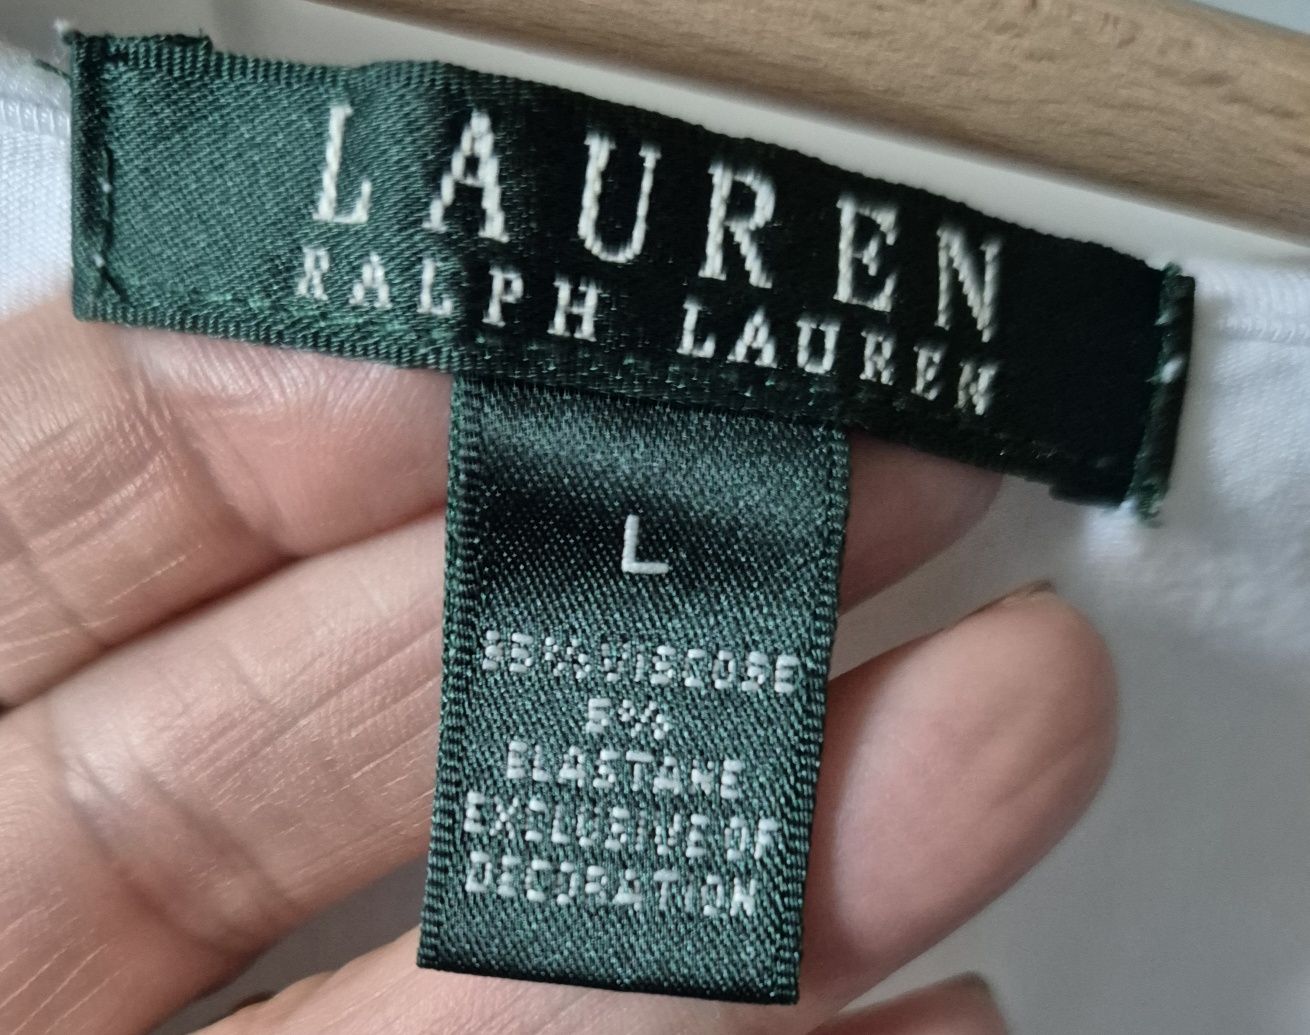 LAUREN
RALPH LAUREN
L
95% VISCOSE
5%
ELASTANE
EXCLUSIVE OF
DECORATION